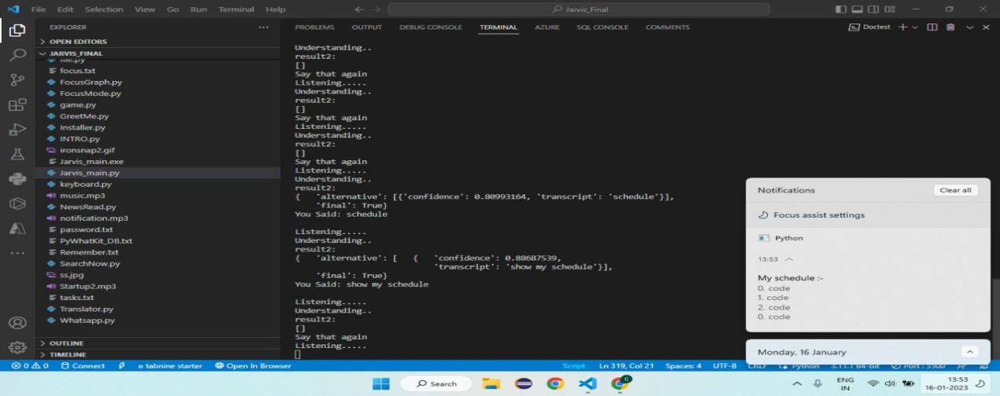 File Edit Selection View Go Run Terminal Help
Jarvis_Final
EXPLORER
OPEN EDITORS
JARVIS_FINAL
file.py
focus.txt
FocusGraph.py
FocusMode.py
game.py
GreetMe.py
Installer.py
INTRO.py
ironsnap2.gif
Jarvis_main.exe
Jarvis_main.py
keyboard.py
music.mp3
NewsRead.py
notification.mp3
password.txt
PyWhatKit_DB.txt
Remember.txt
SearchNow.py
ss.jpg
Startup2.mp3
tasks.txt
Translator.py
Whatsapp.py
OUTLINE
TIMELINE
PROBLEMS OUTPUT DEBUG CONSOLE TERMINAL AZURE SQL CONSOLE COMMENTS
Doctest
Understanding..
result2:
[]
Say that again
Listening.....
Understanding..
result2:
[]
Say that again
Listening.....
Understanding..
result2:
[]
Say that again
Listening.....
Understanding..
result2:
{   'alternative': [{'confidence': 0.80993164, 'transcript': 'schedule'}],
    'final': True}
You Said: schedule
Listening.....
Understanding..
result2:
{   'alternative': [   {   'confidence': 0.88687539,
                           'transcript': 'show my schedule'}],
    'final': True}
You Said: show my schedule
Listening.....
Understanding..
result2:
[]
Say that again
Listening.....
Notifications Clear all
Focus assist settings
Python
13:53
My schedule :-
0. code
1. code
2. code
0. code
Monday, 16 January
0 0 Connect tabnine starter Open In Browser Script Ln 319, Col 21 Spaces: 4 UTF-8 CRLF Python 3.11.1 64-bit Port : 5500
Search
ENG
IN
13:53
16-01-2023